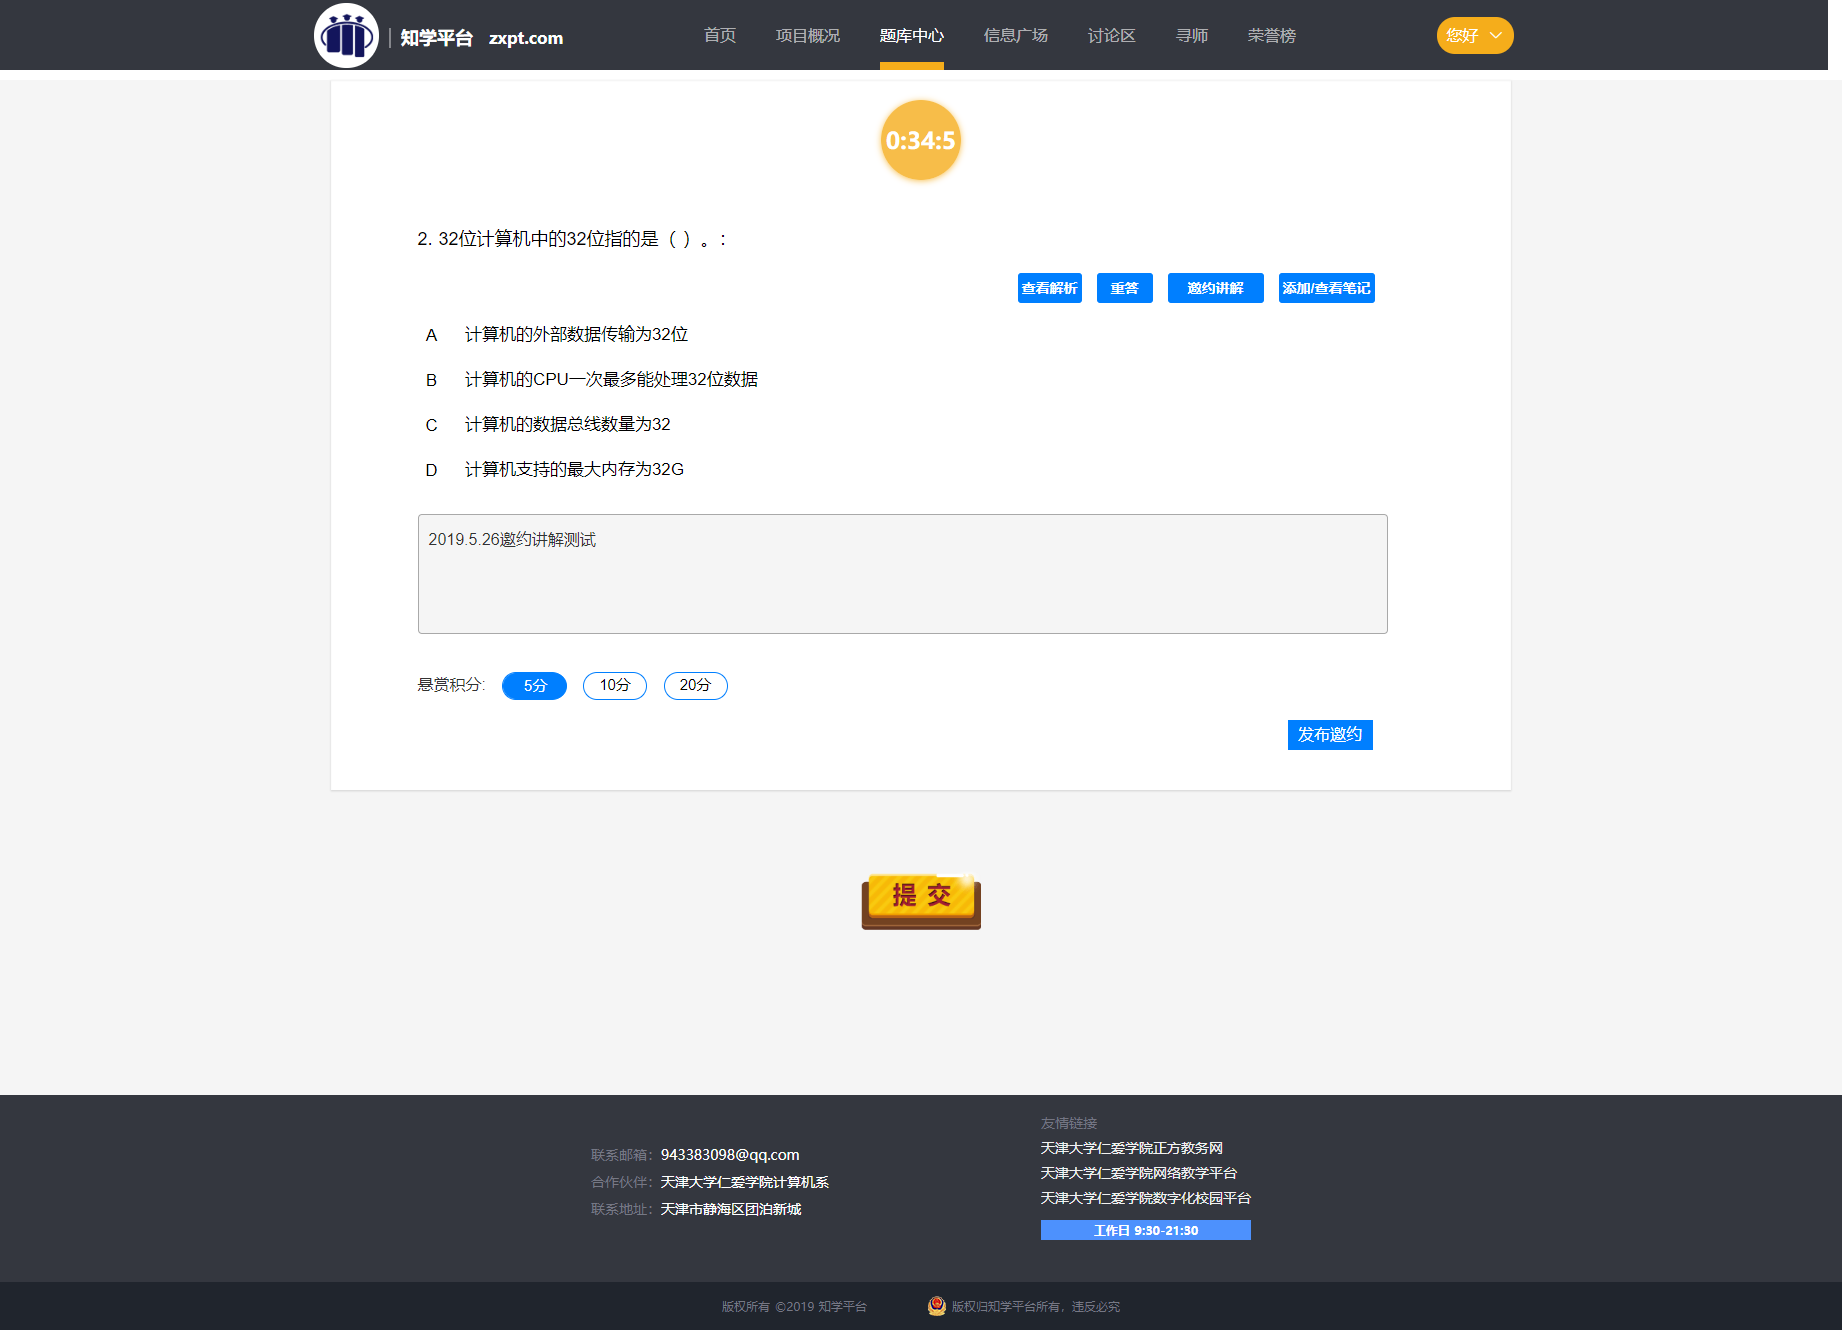 知学平台 zxpt.com 首页 项目概况 题库中心 信息广场 讨论区 寻师 荣誉榜 您好
0:34:5
2. 32位计算机中的32位指的是（ ）。:
查看解析 重答 邀约讲解 添加/查看笔记
A 计算机的外部数据传输为32位
B 计算机的CPU一次最多能处理32位数据
C 计算机的数据总线数量为32
D 计算机支持的最大内存为32G
2019.5.26邀约讲解测试
悬赏积分: 5分 10分 20分
发布邀约
提 交
联系邮箱：943383098@qq.com
合作伙伴：天津大学仁爱学院计算机系
联系地址：天津市静海区团泊新城
友情链接
天津大学仁爱学院正方教务网
天津大学仁爱学院网络教学平台
天津大学仁爱学院数字化校园平台
工作日 9:30-21:30
版权所有 ©2019 知学平台 版权归知学平台所有，违反必究